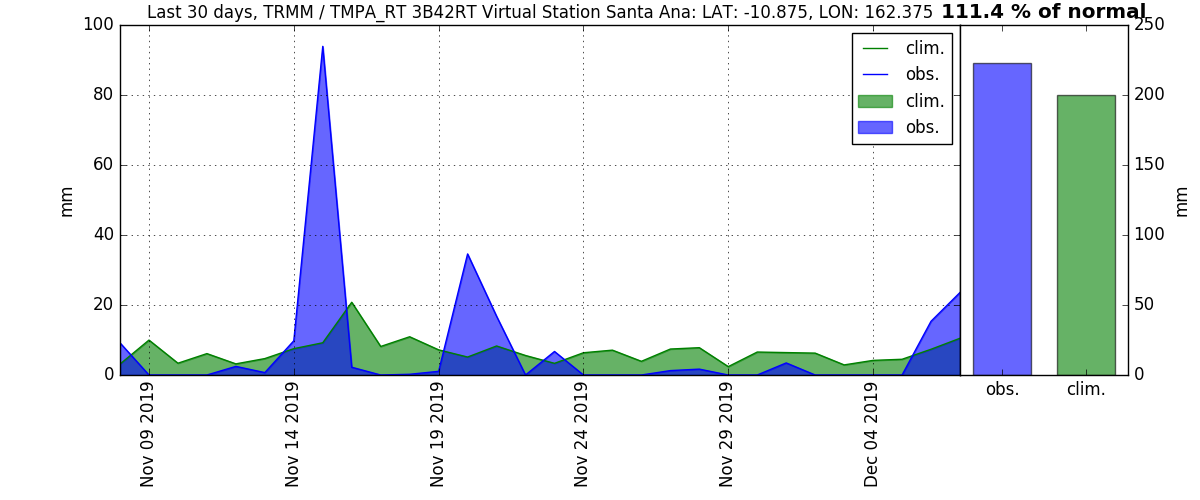 Last 30 days, TRMM / TMPA_RT 3B42RT Virtual Station Santa Ana: LAT: -10.875, LON: 162.375 111.4 % of normal
100
80
60
40
20
0
mm
clim.
obs.
clim.
obs.
250
200
150
100
50
0
mm
obs. clim.
Nov 09 2019
Nov 14 2019
Nov 19 2019
Nov 24 2019
Nov 29 2019
Dec 04 2019